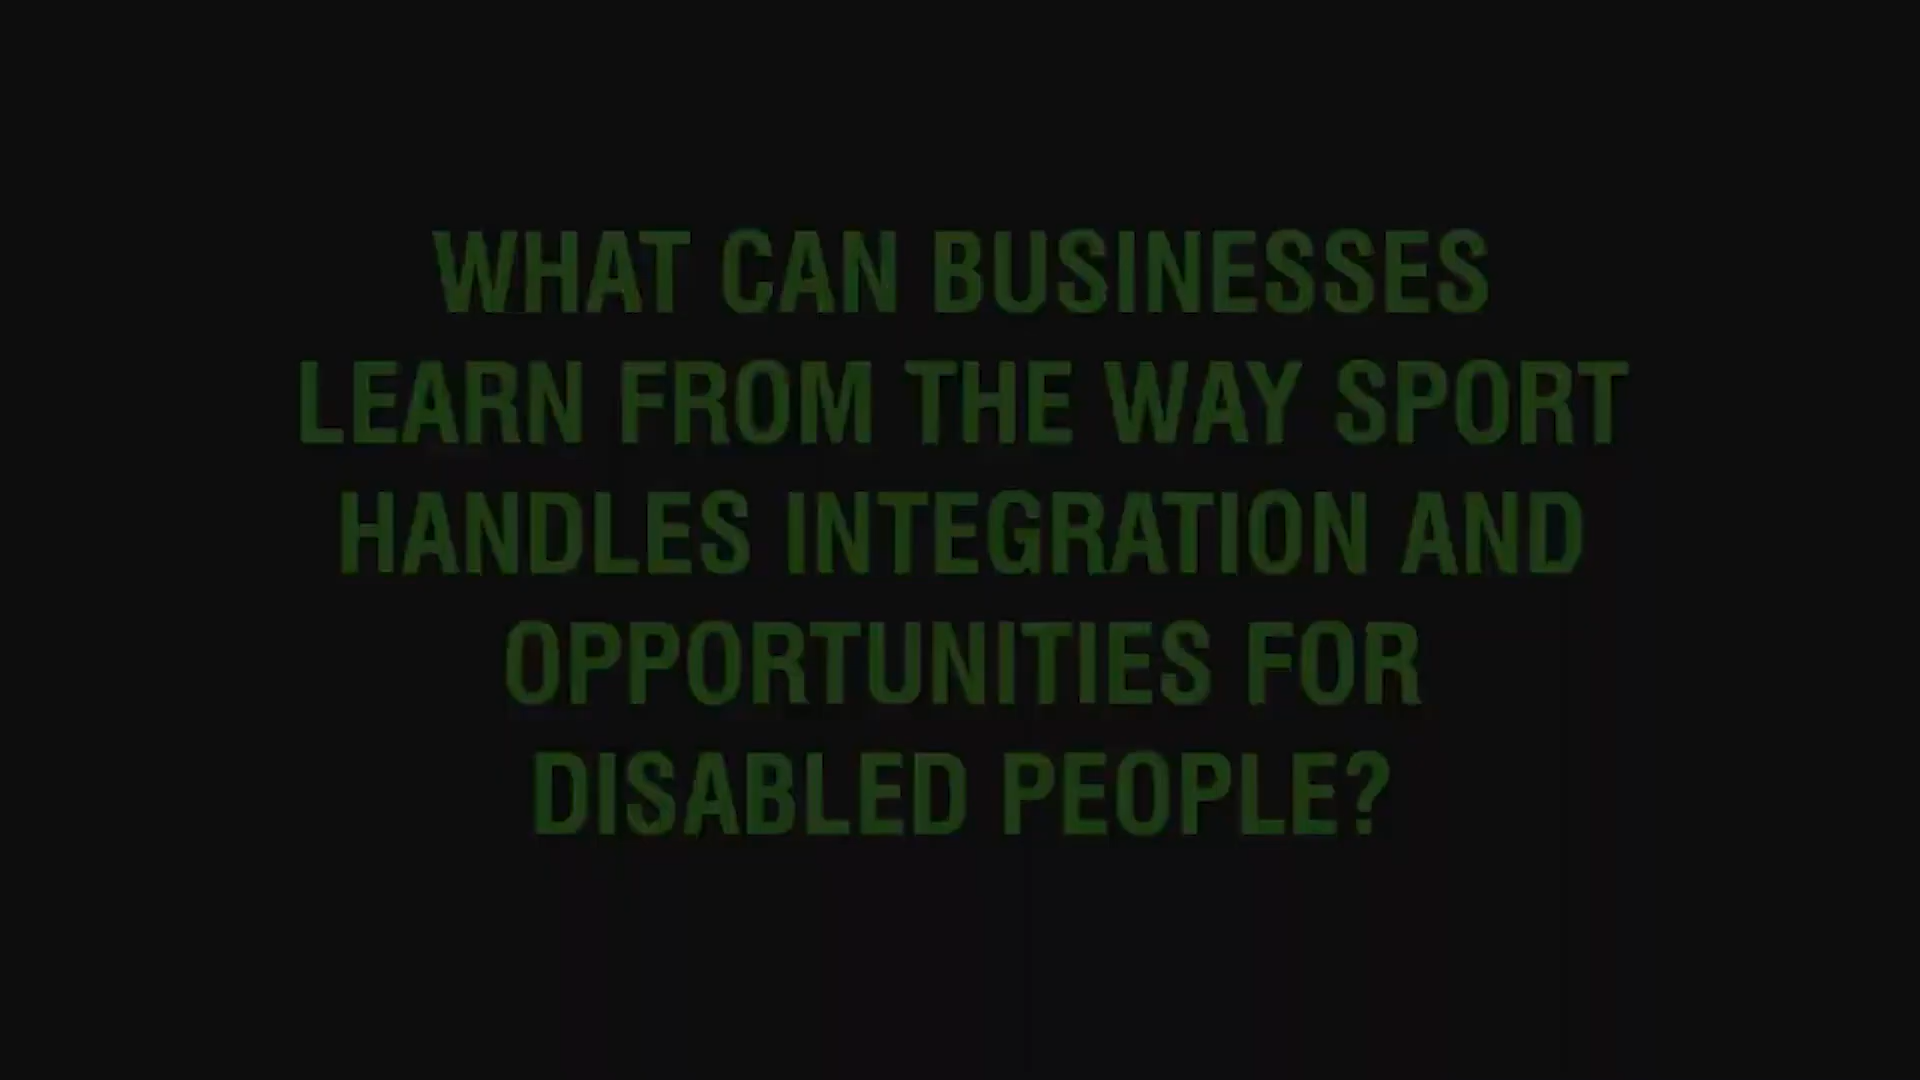 WHAT CAN BUSINESSES
LEARN FROM THE WAY SPORT
HANDLES INTEGRATION AND
OPPORTUNITIES FOR
DISABLED PEOPLE?